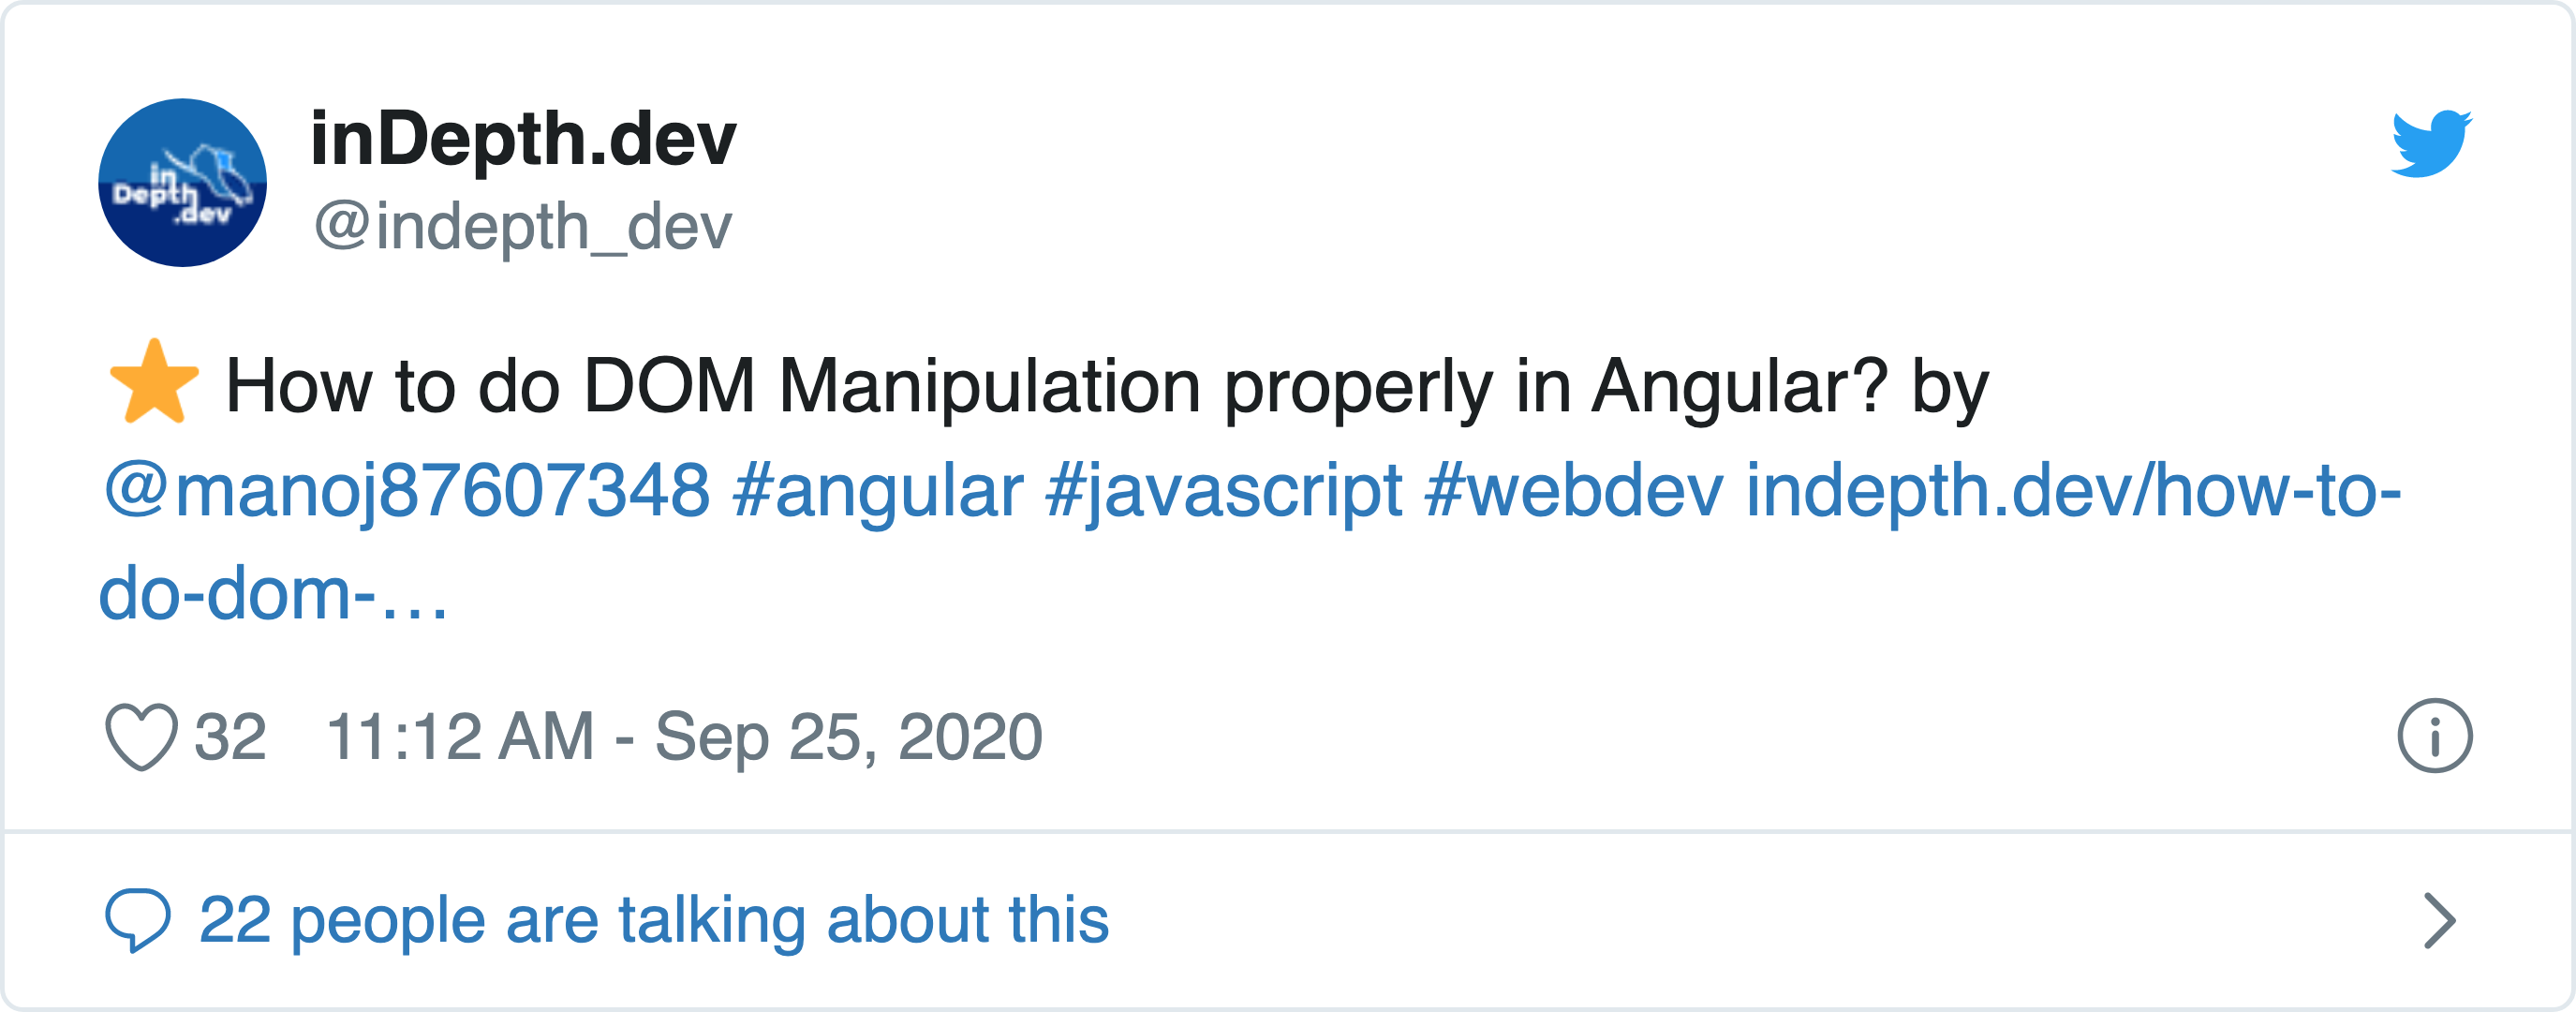 in
Depth
.dev
inDepth.dev
@indepth_dev
⭐ How to do DOM Manipulation properly in Angular? by
@manoj87607348 #angular #javascript #webdev indepth.dev/how-to-
do-dom-…
32 11:12 AM - Sep 25, 2020
22 people are talking about this